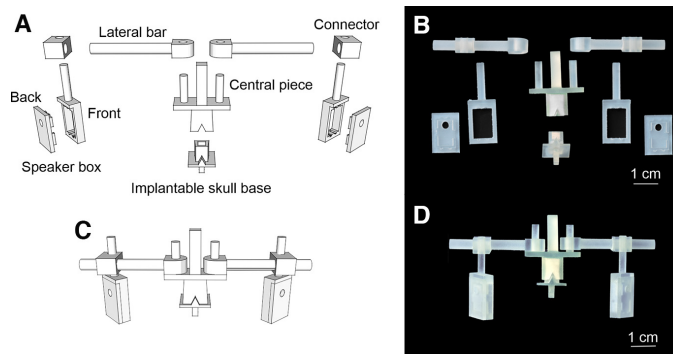 A
Lateral bar
Connector
Central piece
Back
Front
Speaker box
Implantable skull base
B
1 cm
C
D
1 cm